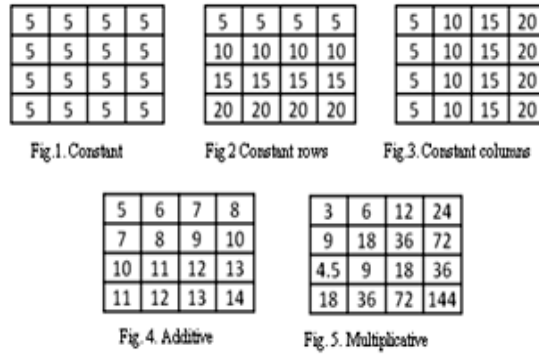 5 5 5 5
5 5 5 5
5 5 5 5
5 5 5 5
Fig.1. Constant
5 5 5 5
10 10 10 10
15 15 15 15
20 20 20 20
Fig 2 Constant rows
5 10 15 20
5 10 15 20
5 10 15 20
5 10 15 20
Fig.3. Constant columns
5 6 7 8
7 8 9 10
10 11 12 13
11 12 13 14
Fig. 4. Additive
3 6 12 24
9 18 36 72
4.5 9 18 36
18 36 72 144
Fig. 5. Multiplicative